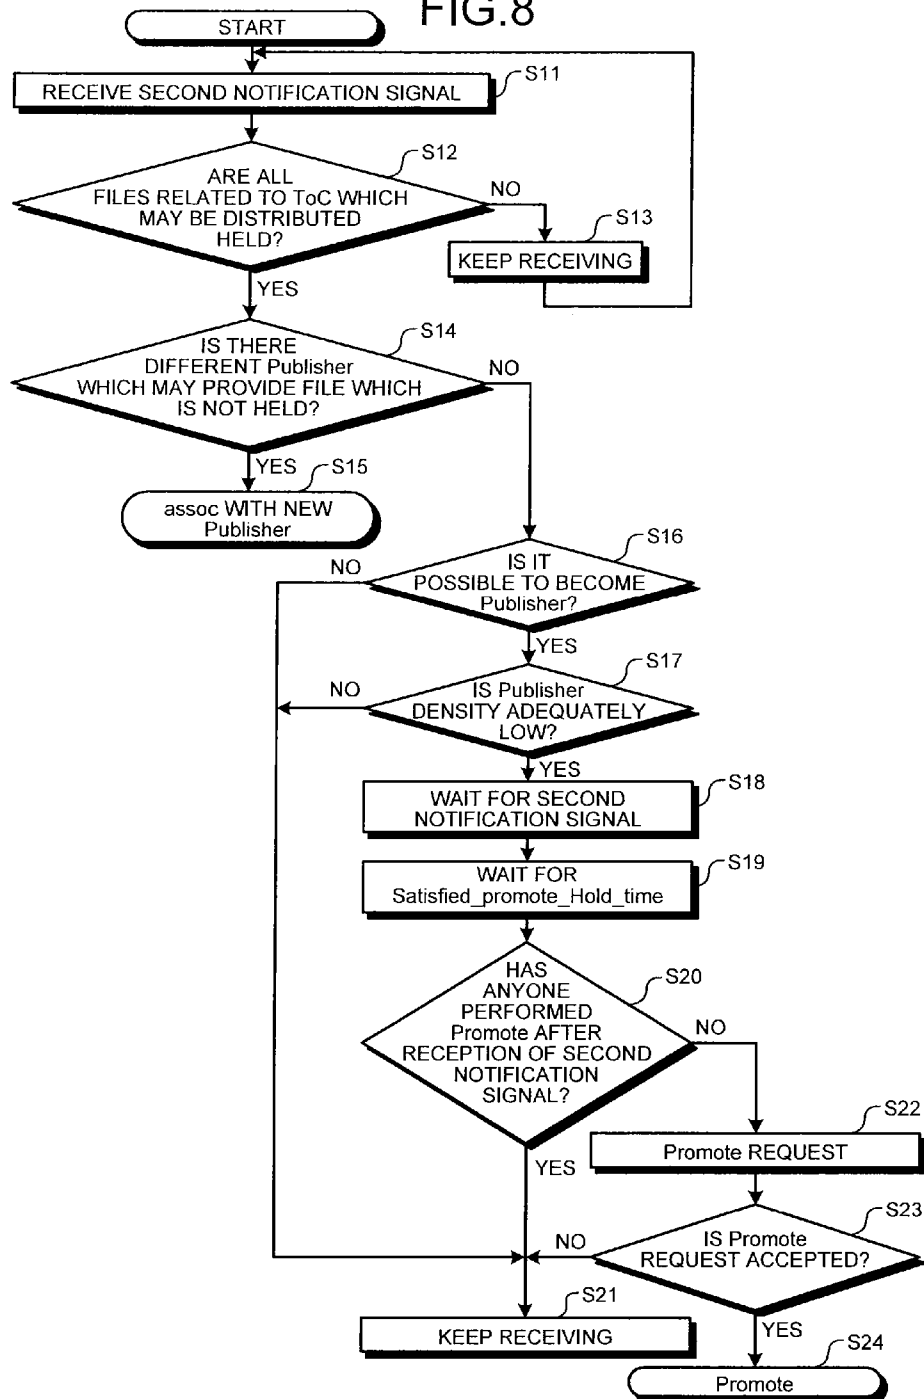 FIG.8
START
S11
RECEIVE SECOND NOTIFICATION SIGNAL
S12
ARE ALL
FILES RELATED TO ToC WHICH
MAY BE DISTRIBUTED
HELD?
NO
S13
KEEP RECEIVING
YES
S14
IS THERE
DIFFERENT Publisher
WHICH MAY PROVIDE FILE WHICH
IS NOT HELD?
NO
YES
S15
assoc WITH NEW
Publisher
S16
IS IT
POSSIBLE TO BECOME
Publisher?
NO
YES
S17
IS Publisher
DENSITY ADEQUATELY
LOW?
NO
YES
S18
WAIT FOR SECOND
NOTIFICATION SIGNAL
S19
WAIT FOR
Satisfied_promote_Hold_time
S20
HAS
ANYONE
PERFORMED
Promote AFTER
RECEPTION OF SECOND
NOTIFICATION
SIGNAL?
NO
YES
S22
Promote REQUEST
S23
IS Promote
REQUEST ACCEPTED?
NO
YES
S21
KEEP RECEIVING
S24
Promote